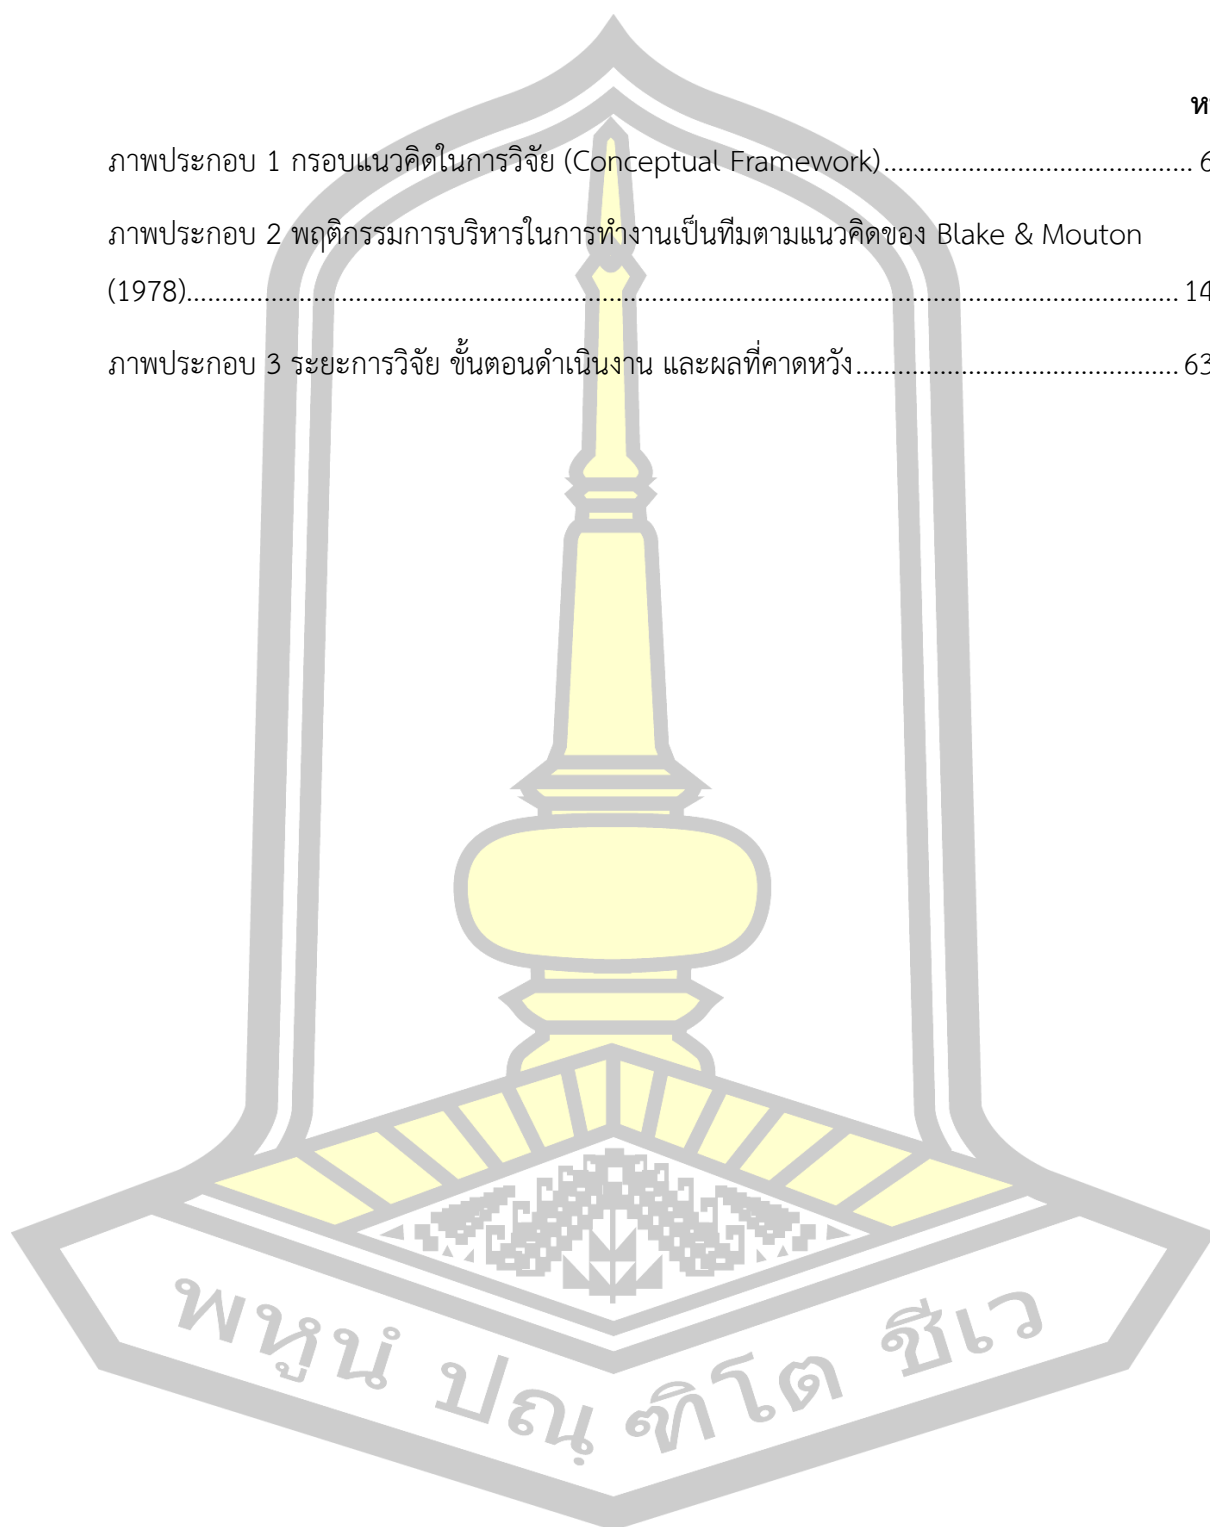 ห
ภาพประกอบ 1 กรอบแนวคิดในการวิจัย (Conceptual Framework)............................................ 6
ภาพประกอบ 2 พฤติกรรมการบริหารในการทำงานเป็นทีมตามแนวคิดของ Blake & Mouton
(1978)............................................................................................................................................. 14
ภาพประกอบ 3 ระยะการวิจัย ขั้นตอนดำเนินงาน และผลที่คาดหวัง.............................................. 63
พหูนํ ปณฺฑิโต ชีเว